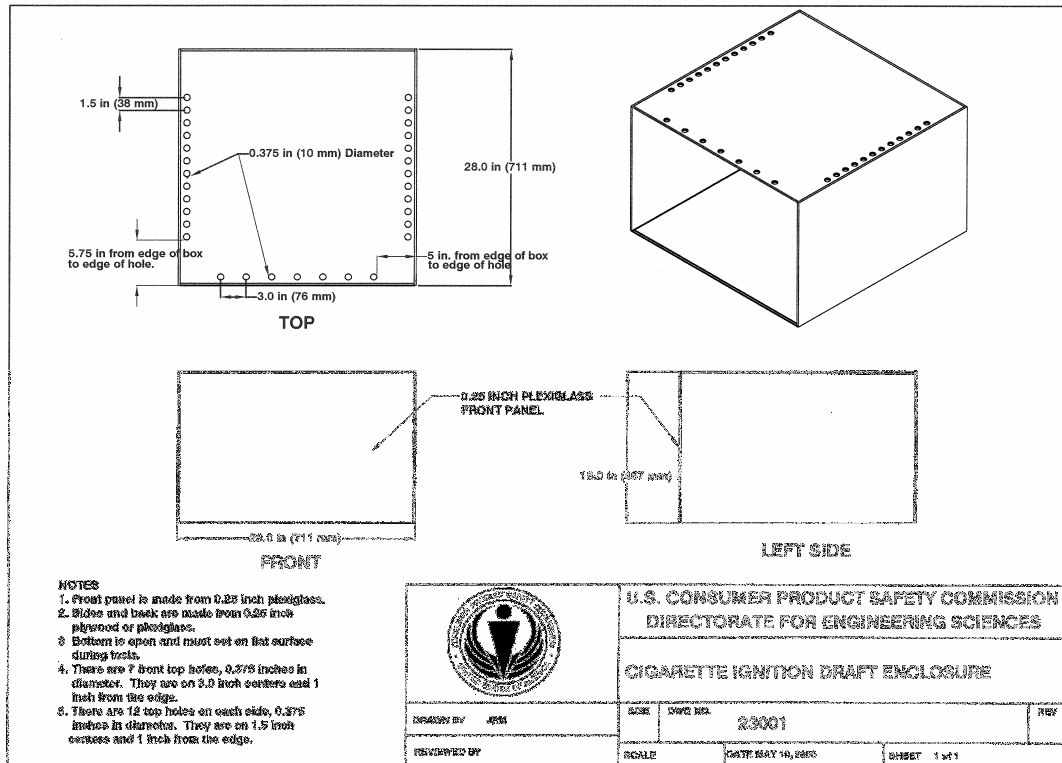 1.5 in (38 mm)
0.375 in (10 mm) Diameter
28.0 in (711 mm)
5.75 in from edge of box
to edge of hole.
5 in. from edge of box
to edge of hole
3.0 in (76 mm)
TOP
0.25 INCH PLEXIGLASS
FRONT PANEL
18.0 in (457 mm)
28.0 in (711 mm)
FRONT
LEFT SIDE
NOTES
1. Front panel is made from 0.25 inch plexiglass.
2. Sides and back are made from 0.25 inch
plywood or plexiglass.
3 Bottom is open and must set on flat surface
during tests.
4. There are 7 front top holes, 0.375 inches in
diameter. They are on 3.0 inch centers and 1
inch from the edge.
5. There are 12 top holes on each side, 0.375
inches in diameter. They are on 1.5 inch
centers and 1 inch from the edge.
U.S. CONSUMER PRODUCT SAFETY COMMISSION
DIRECTORATE FOR ENGINEERING SCIENCES
CIGARETTE IGNITION DRAFT ENCLOSURE
DRAWN BY
SIZE
DWG NO.
23001
REV
REVIEWED BY
SCALE
DATE MAY
SHEET 1 of 1